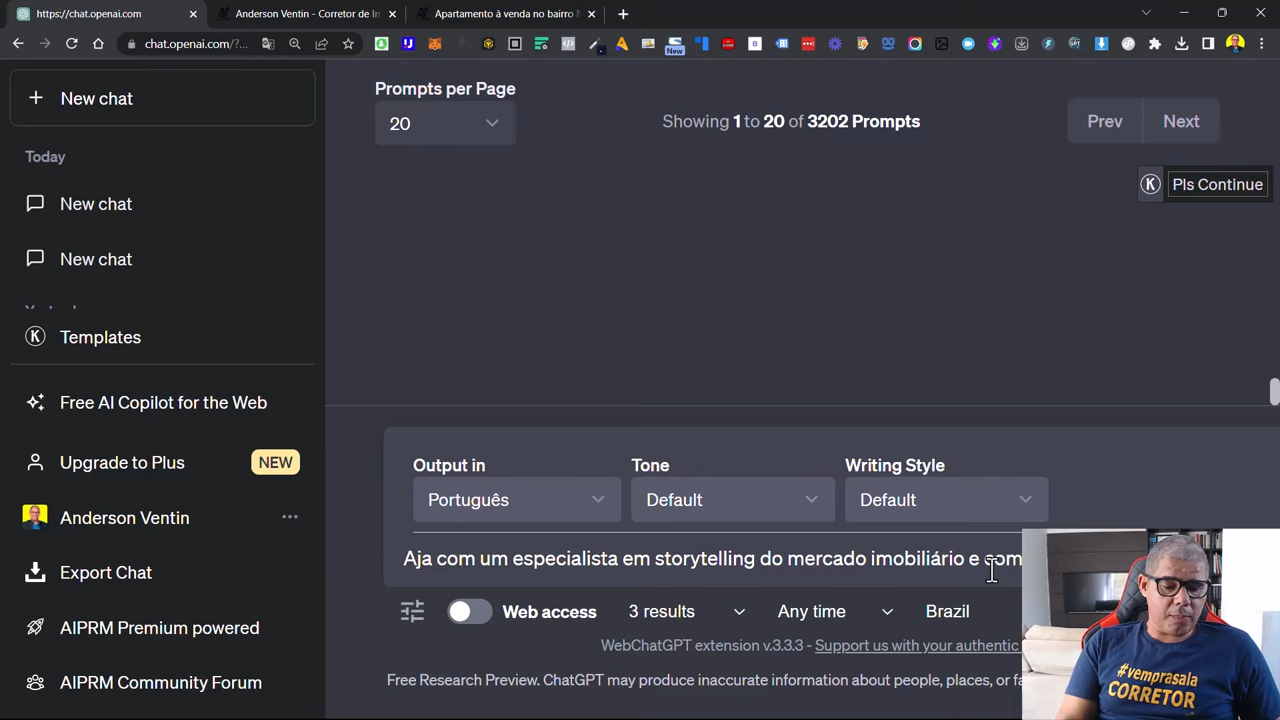 https://chat.openai.com
Anderson Ventin - Corretor de Im
Apartamento à venda no bairro
chat.openai.com/?...
New
New chat
Prompts per Page
20
Showing 1 to 20 of 3202 Prompts
Prev
Next
Today
Pls Continue
New chat
New chat
Templates
Free AI Copilot for the Web
Upgrade to Plus
NEW
Output in
Tone
Writing Style
Português
Default
Default
Anderson Ventin
Aja com um especialista em storytelling do mercado imobiliário e com
Export Chat
Web access
3 results
Any time
Brazil
AIPRM Premium powered
WebChatGPT extension v.3.3.3 - Support us with your authentic
AIPRM Community Forum
Free Research Preview. ChatGPT may produce inaccurate information about people, places, or fa
#vemprasala
CORRETOR